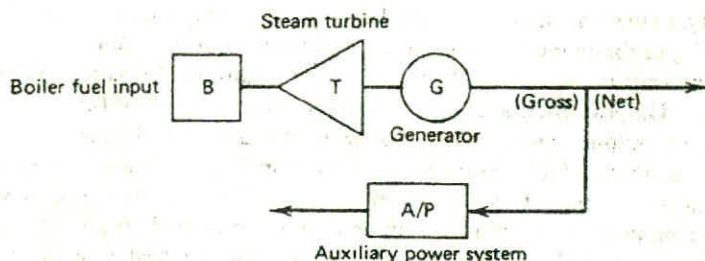 Steam turbine
Boiler fuel input
B
T
G
(Gross)
(Net)
Generator
A/P
Auxiliary power system